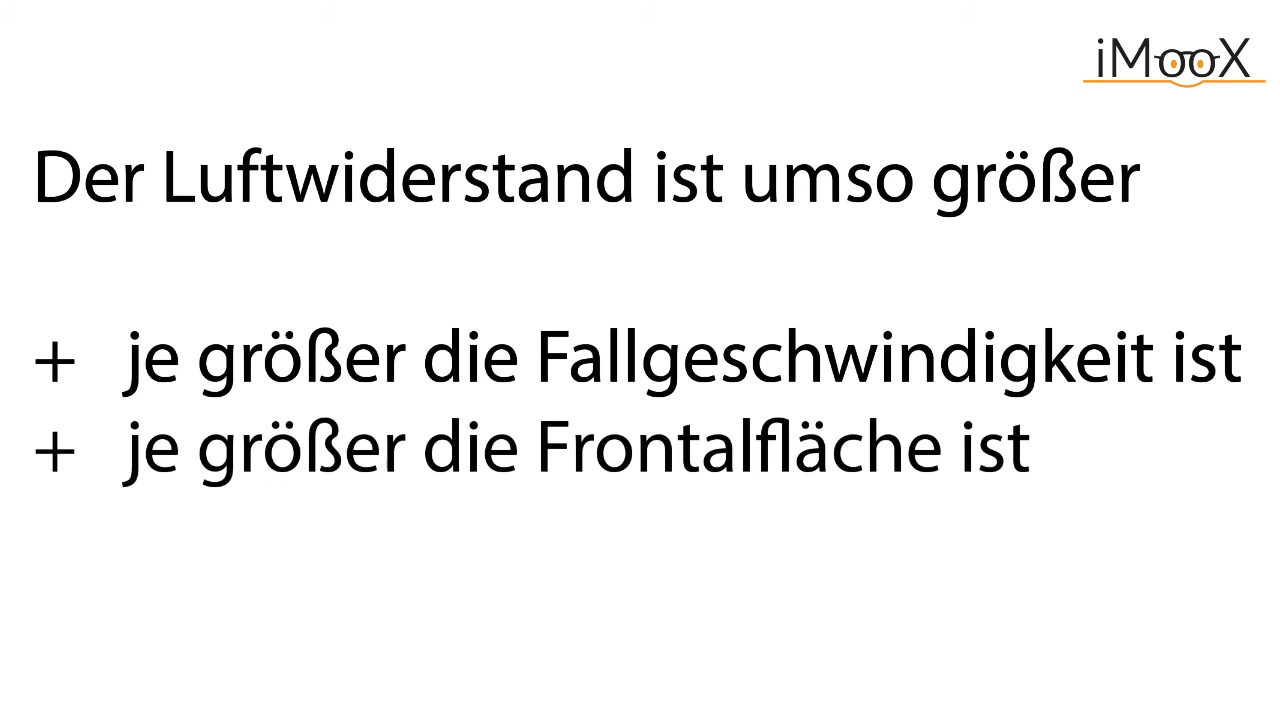 iMooX
Der Luftwiderstand ist umso größer
+ je größer die Fallgeschwindigkeit ist
+ je größer die Frontalfläche ist